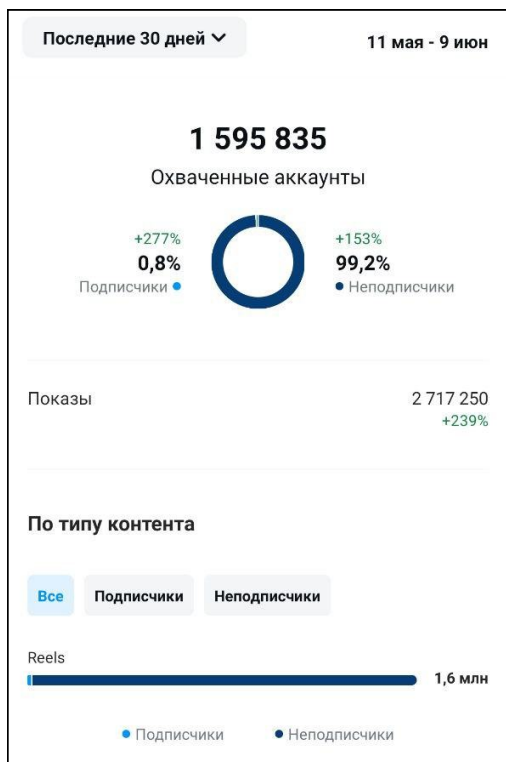 Последние 30 дней
11 мая - 9 июн
1 595 835
Охваченные аккаунты
+277%
0,8%
Подписчики
+153%
99,2%
Неподписчики
Показы
2 717 250
+239%
По типу контента
Все Подписчики Неподписчики
Reels
1,6 млн
Подписчики Неподписчики